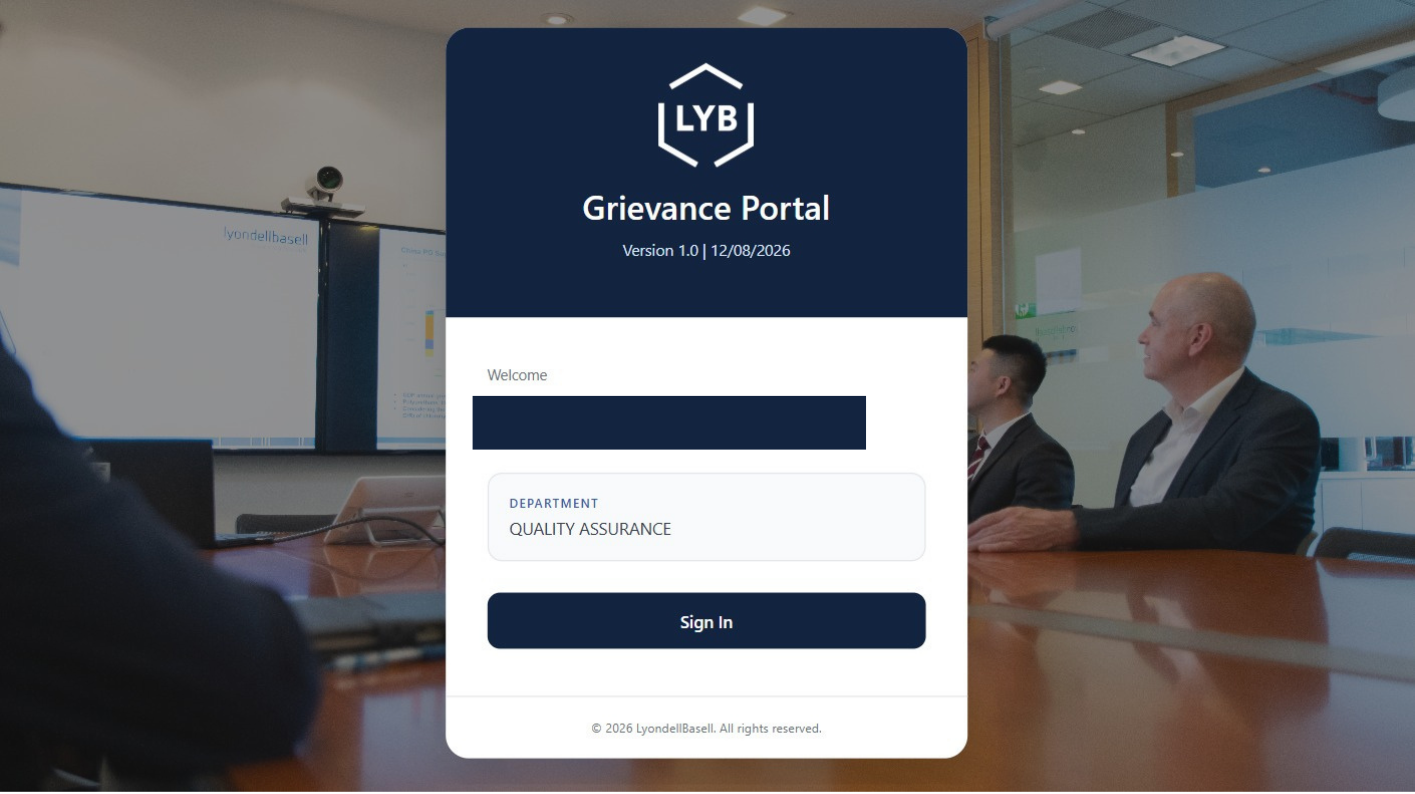 LYB
Grievance Portal
Version 1.0 | 12/08/2026
lyondellbasell
Welcome
DEPARTMENT
QUALITY ASSURANCE
Sign In
© 2026 LyondellBasell. All rights reserved.